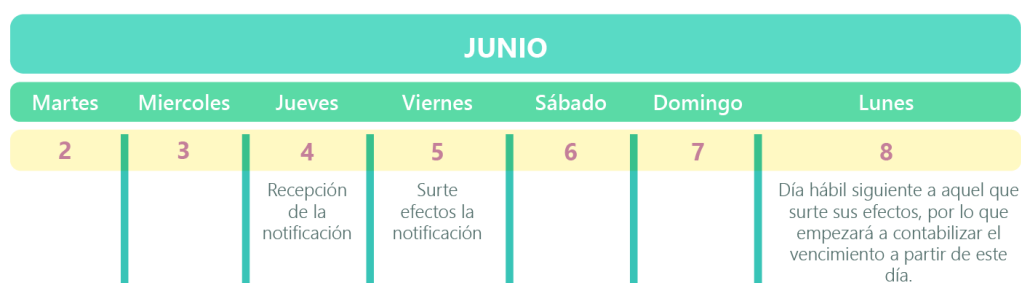 JUNIO
Martes Miercoles Jueves Viernes Sábado Domingo Lunes
2 3 4 5 6 7 8
Recepción
de la
notificación
Surte
efectos la
notificación
Día hábil siguiente a aquel que
surte sus efectos, por lo que
empezará a contabilizar el
vencimiento a partir de este
día.